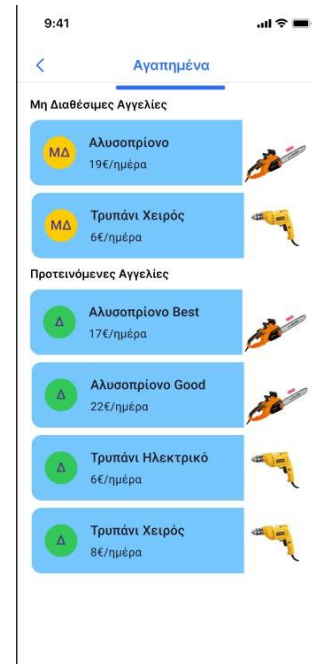 9:41
Αγαπημένα
Μη Διαθέσιμες Αγγελίες
ΜΔ
Αλυσοπρίονο
19€/ημέρα
ΜΔ
Τρυπάνι Χειρός
6€/ημέρα
Προτεινόμενες Αγγελίες
Δ
Αλυσοπρίονο Best
17€/ημέρα
Δ
Αλυσοπρίονο Good
22€/ημέρα
Δ
Τρυπάνι Ηλεκτρικό
6€/ημέρα
Δ
Τρυπάνι Χειρός
8€/ημέρα